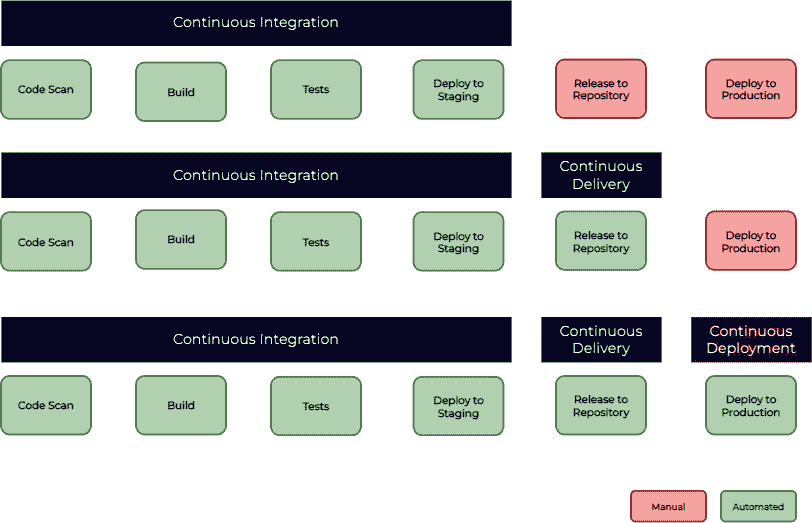 Continuous Integration
Code Scan
Build
Tests
Deploy to
Staging
Release to
Repository
Deploy to
Production
Continuous Integration
Continuous
Delivery
Code Scan
Build
Tests
Deploy to
Staging
Release to
Repository
Deploy to
Production
Continuous Integration
Continuous
Delivery
Continuous
Deployment
Code Scan
Build
Tests
Deploy to
Staging
Release to
Repository
Deploy to
Production
Manual
Automated